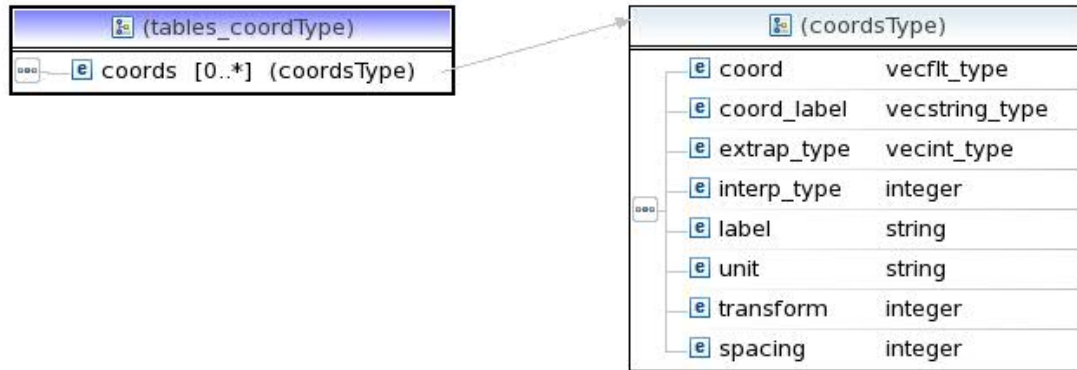 (tables_coordType)
e coords [0..*] (coordsType)
(coordsType)
e coord vecflt_type
e coord_label vecstring_type
e extrap_type vecint_type
e interp_type integer
e label string
e unit string
e transform integer
e spacing integer